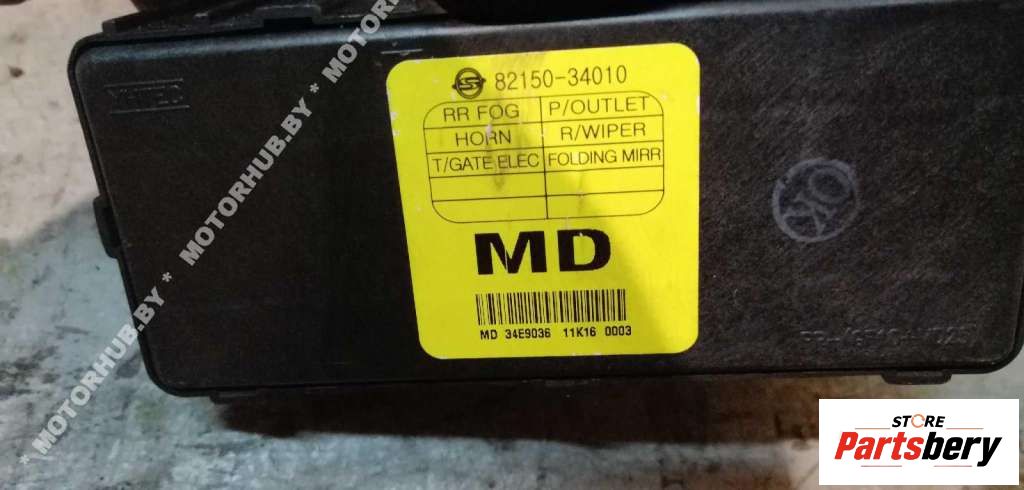 82150-34010
RR FOG P/OUTLET
HORN R/WIPER
T/GATE ELEC FOLDING MIRR
MD
MD 34E9036 11K16 0003
OK
* MOTORHUB.BY * MOTORHUB.BY * MOTORHUB.BY
STORE
Partsbery